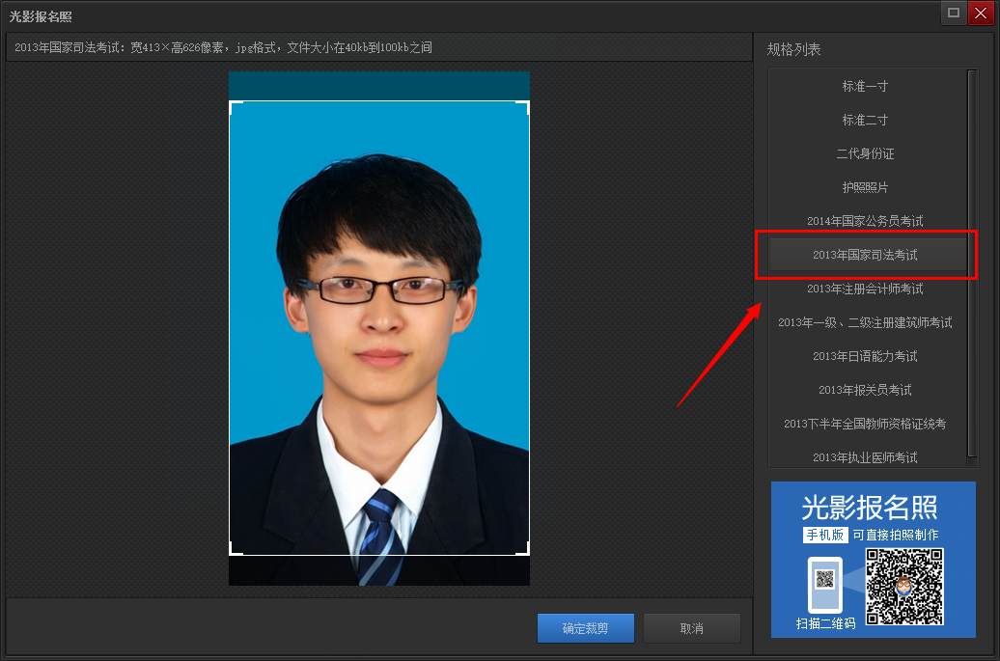 光影报名照
2013年国家司法考试：宽413×高626像素，jpg格式，文件大小在40kb到100kb之间
规格列表
标准一寸
标准二寸
二代身份证
护照照片
2014年国家公务员考试
2013年国家司法考试
2013年注册会计师考试
2013年一级、二级注册建筑师考试
2013年日语能力考试
2013年报关员考试
2013下半年全国教师资格证统考
2013年执业医师考试
光影报名照
手机版 可直接拍照制作
扫描二维码
确定裁剪 取消